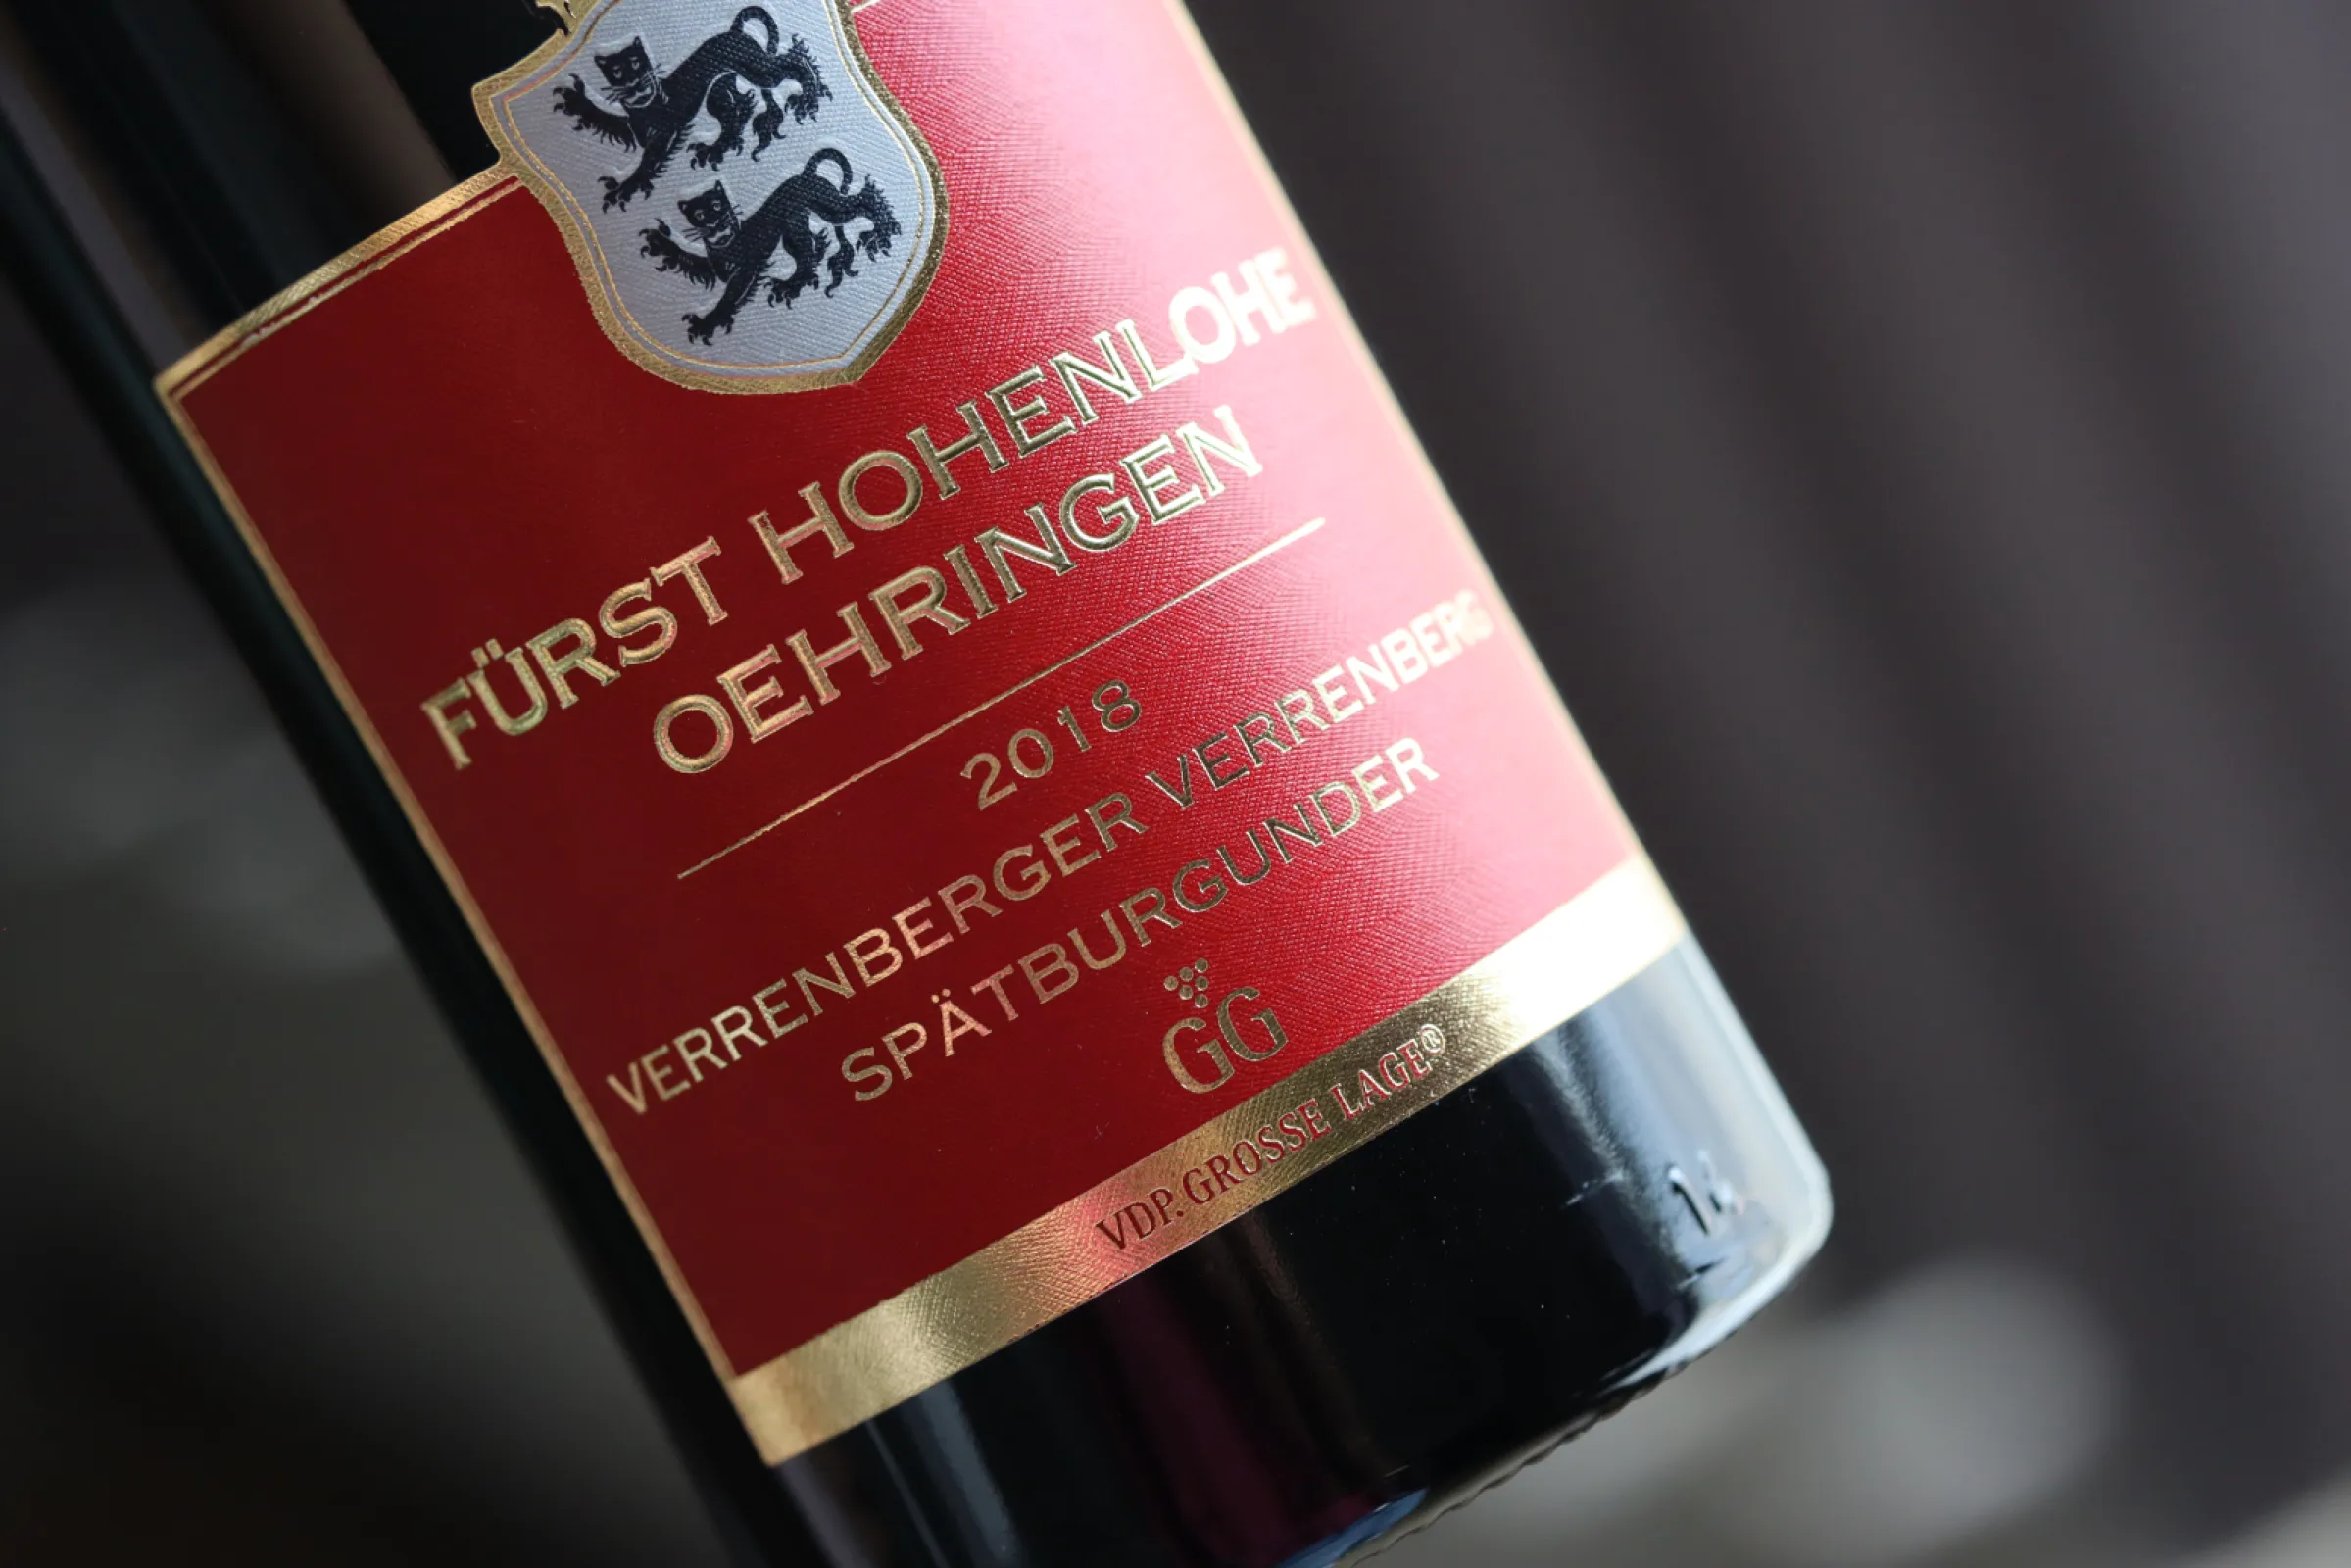 FÜRST HOHENLOHE
OEHRINGEN
2018
VERRENBERGER VERRENBERG
SPÄTBURGUNDER
GG
VDP. GROSSE LAGE®